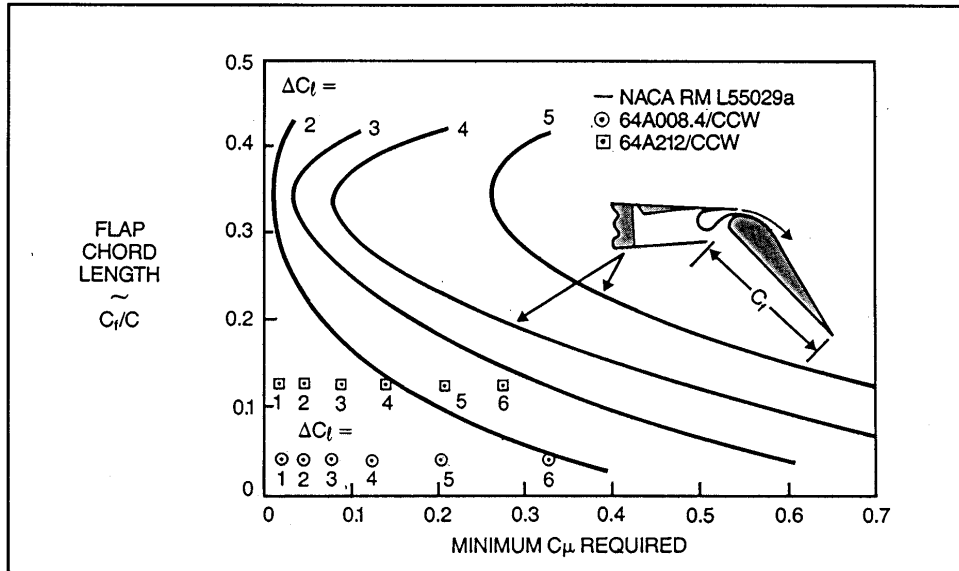 0.5
0.4
0.3
0.2
0.1
0
FLAP
CHORD
LENGTH
~
Cf/C
ΔCℓ =
2
3
4
5
— NACA RM L55029a
⊙ 64A008.4/CCW
⊡ 64A212/CCW
Cf
1 2 3 4 5 6
ΔCℓ =
1 2 3 4 5 6
0 0.1 0.2 0.3 0.4 0.5 0.6 0.7
MINIMUM Cμ REQUIRED